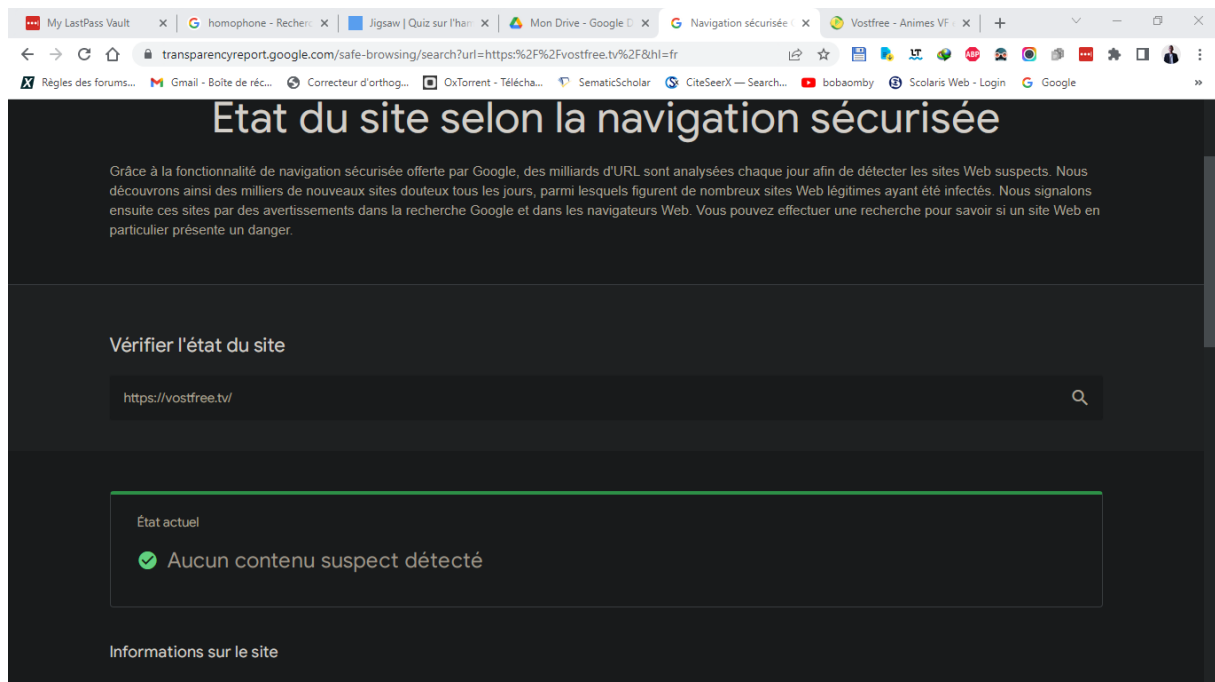 My LastPass Vault
homophone - Recherc
Jigsaw | Quiz sur l'han
Mon Drive - Google D
Navigation sécurisée
Vostfree - Animes VF e
transparencyreport.google.com/safe-browsing/search?url=https:%2F%2Fvostfree.tv%2F&hl=fr
Règles des forums...
Gmail - Boîte de réc...
Correcteur d'orthog...
OxTorrent - Télécha...
SematicScholar
CiteSeerX — Search...
bobaomby
Scolaris Web - Login
Google
»
Etat du site selon la navigation sécurisée
Grâce à la fonctionnalité de navigation sécurisée offerte par Google, des milliards d'URL sont analysées chaque jour afin de détecter les sites Web suspects. Nous
découvrons ainsi des milliers de nouveaux sites douteux tous les jours, parmi lesquels figurent de nombreux sites Web légitimes ayant été infectés. Nous signalons
ensuite ces sites par des avertissements dans la recherche Google et dans les navigateurs Web. Vous pouvez effectuer une recherche pour savoir si un site Web en
particulier présente un danger.
Vérifier l'état du site
https://vostfree.tv/
État actuel
Aucun contenu suspect détecté
Informations sur le site